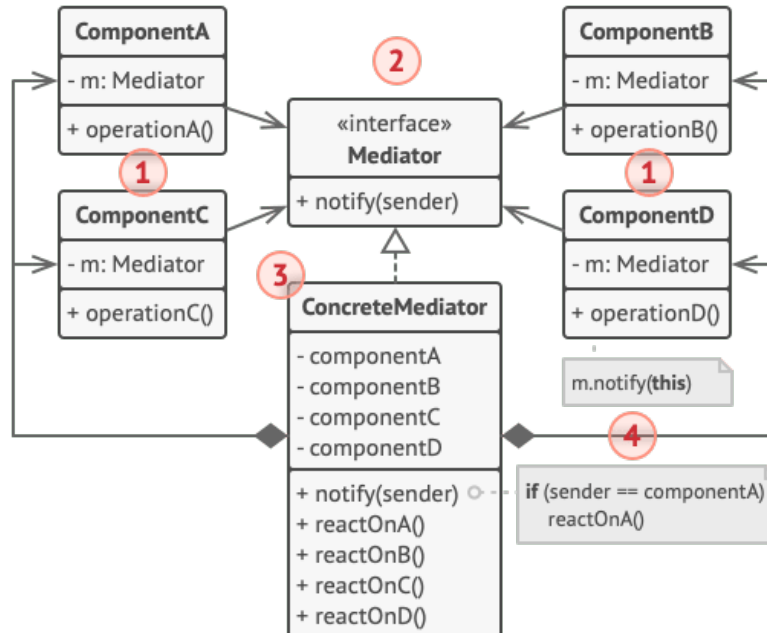 ComponentA
- m: Mediator
+ operationA()
1
ComponentC
- m: Mediator
+ operationC()
2
«interface»
Mediator
+ notify(sender)
ComponentB
- m: Mediator
+ operationB()
1
ComponentD
- m: Mediator
+ operationD()
m.notify(this)
3
ConcreteMediator
- componentA
- componentB
- componentC
- componentD
+ notify(sender)
+ reactOnA()
+ reactOnB()
+ reactOnC()
+ reactOnD()
4
if (sender == componentA)
reactOnA()